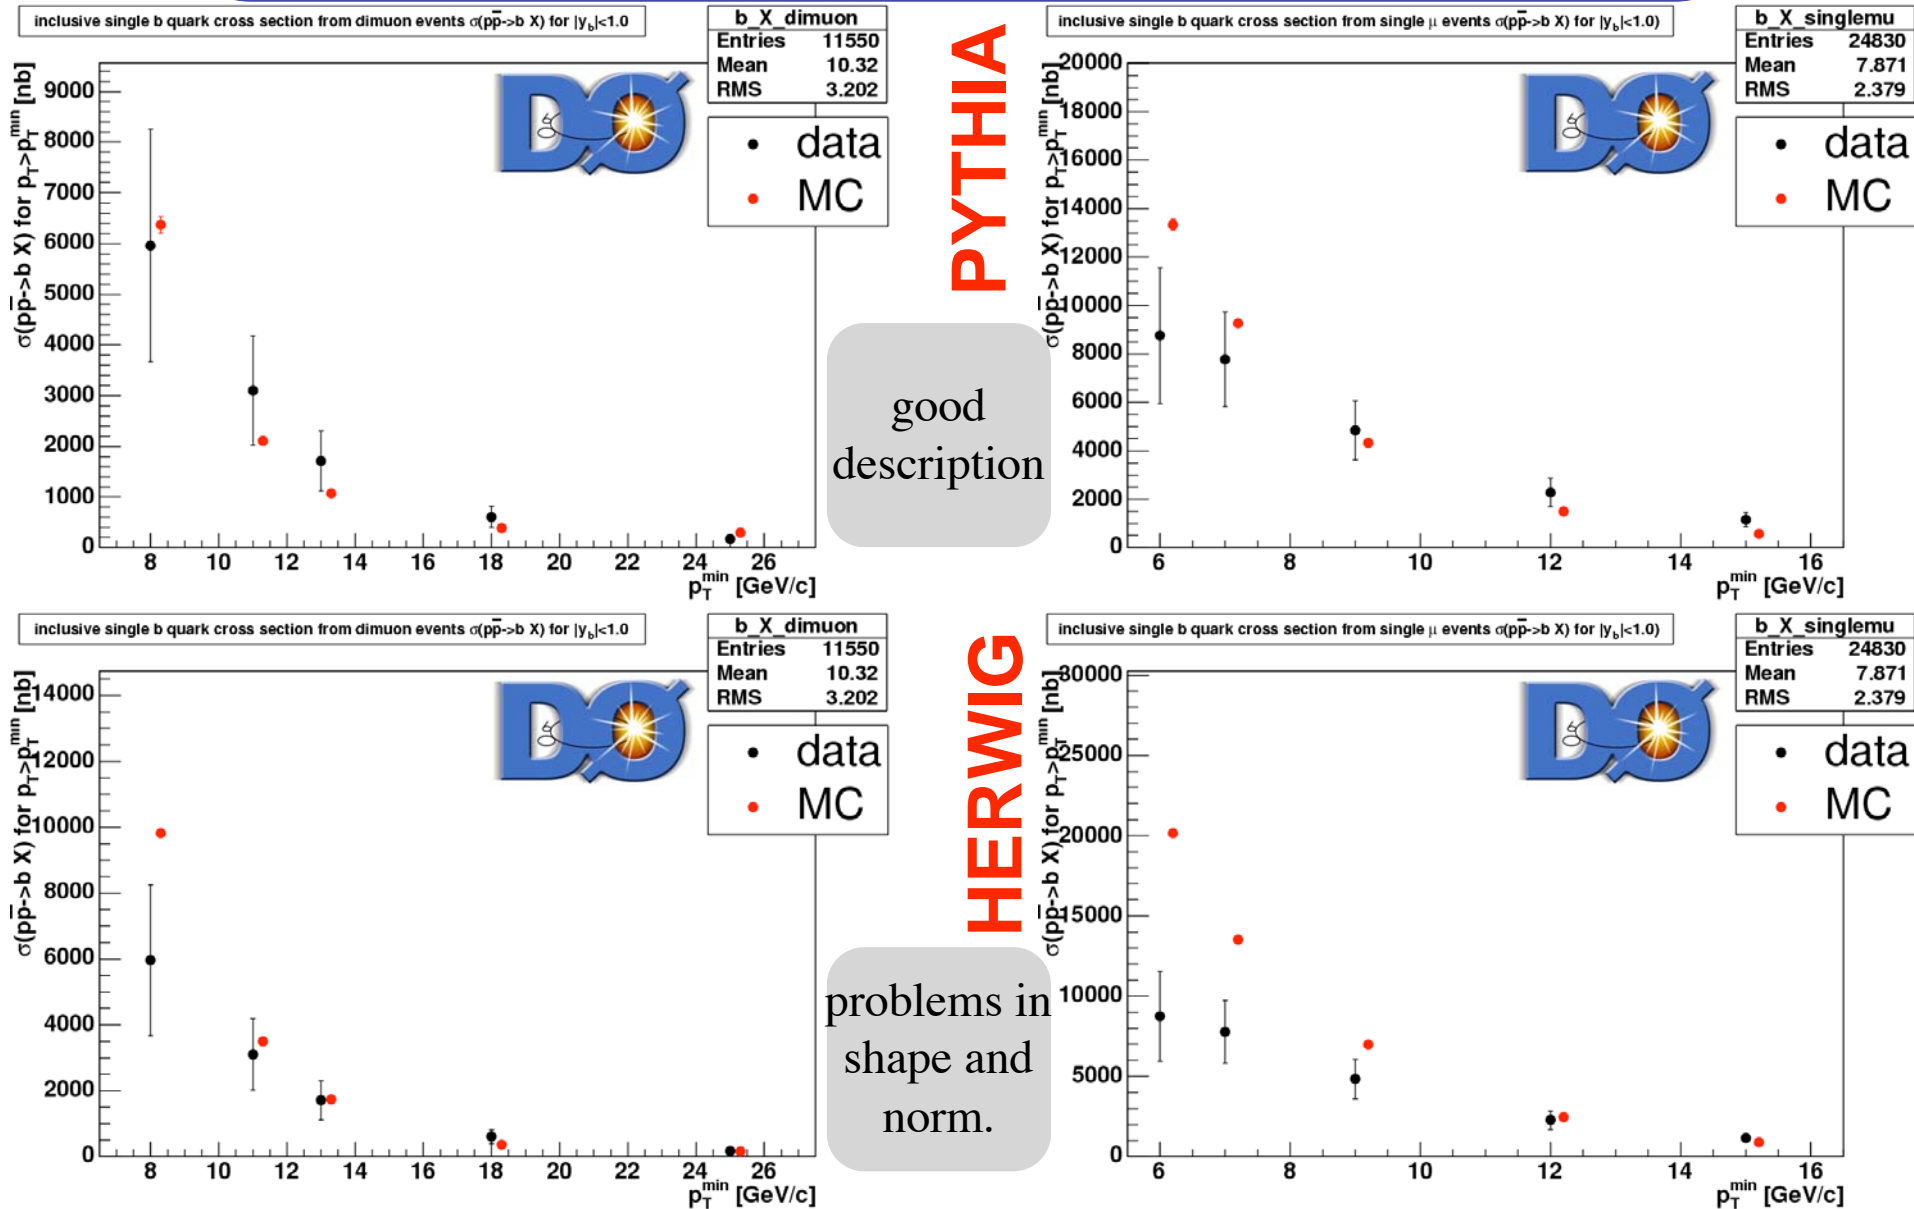 inclusive single b quark cross section from dimuon events σ(pp̅->b X) for |y_b|<1.0
b_X_dimuon
Entries 11550
Mean 10.32
RMS 3.202
data
MC
DØ
σ(pp̅->b X) for p_T>p_T^min [nb]
9000
8000
7000
6000
5000
4000
3000
2000
1000
0
8 10 12 14 16 18 20 22 24 26
p_T^min [GeV/c]
PYTHIA
good
description
inclusive single b quark cross section from single μ events σ(pp̅->b X) for |y_b|<1.0)
b_X_singlemu
Entries 24830
Mean 7.871
RMS 2.379
data
MC
DØ
σ(pp̅->b X) for p_T>p_T^min [nb]
20000
18000
16000
14000
12000
10000
8000
6000
4000
2000
0
6 8 10 12 14 16
p_T^min [GeV/c]
inclusive single b quark cross section from dimuon events σ(pp̅->b X) for |y_b|<1.0
b_X_dimuon
Entries 11550
Mean 10.32
RMS 3.202
data
MC
DØ
σ(pp̅->b X) for p_T>p_T^min [nb]
14000
12000
10000
8000
6000
4000
2000
0
8 10 12 14 16 18 20 22 24 26
p_T^min [GeV/c]
HERWIG
problems in
shape and
norm.
inclusive single b quark cross section from single μ events σ(pp̅->b X) for |y_b|<1.0)
b_X_singlemu
Entries 24830
Mean 7.871
RMS 2.379
data
MC
DØ
σ(pp̅->b X) for p_T>p_T^min [nb]
30000
25000
20000
15000
10000
5000
0
6 8 10 12 14 16
p_T^min [GeV/c]